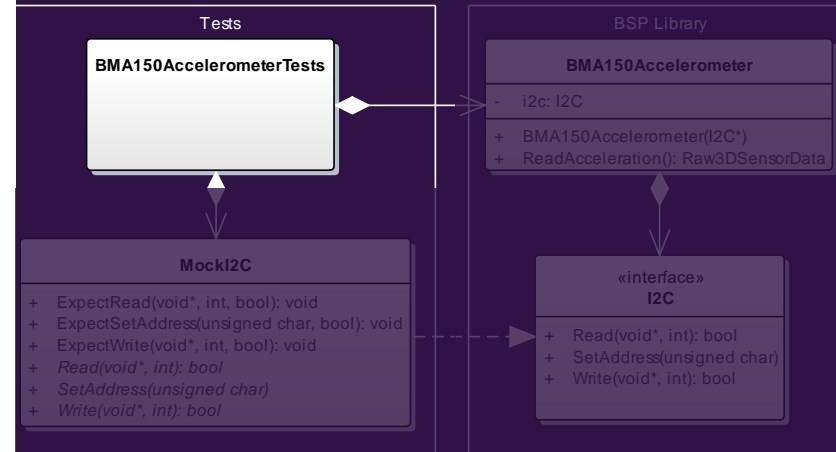 Tests
BMA150AccelerometerTests
BSP Library
BMA150Accelerometer
- i2c: I2C
+ BMA150Accelerometer(I2C*)
+ ReadAcceleration(): Raw3DSensorData
MockI2C
+ ExpectRead(void*, int, bool): void
+ ExpectSetAddress(unsigned char, bool): void
+ ExpectWrite(void*, int, bool): void
+ Read(void*, int): bool
+ SetAddress(unsigned char)
+ Write(void*, int): bool
«interface»
I2C
+ Read(void*, int): bool
+ SetAddress(unsigned char)
+ Write(void*, int): bool